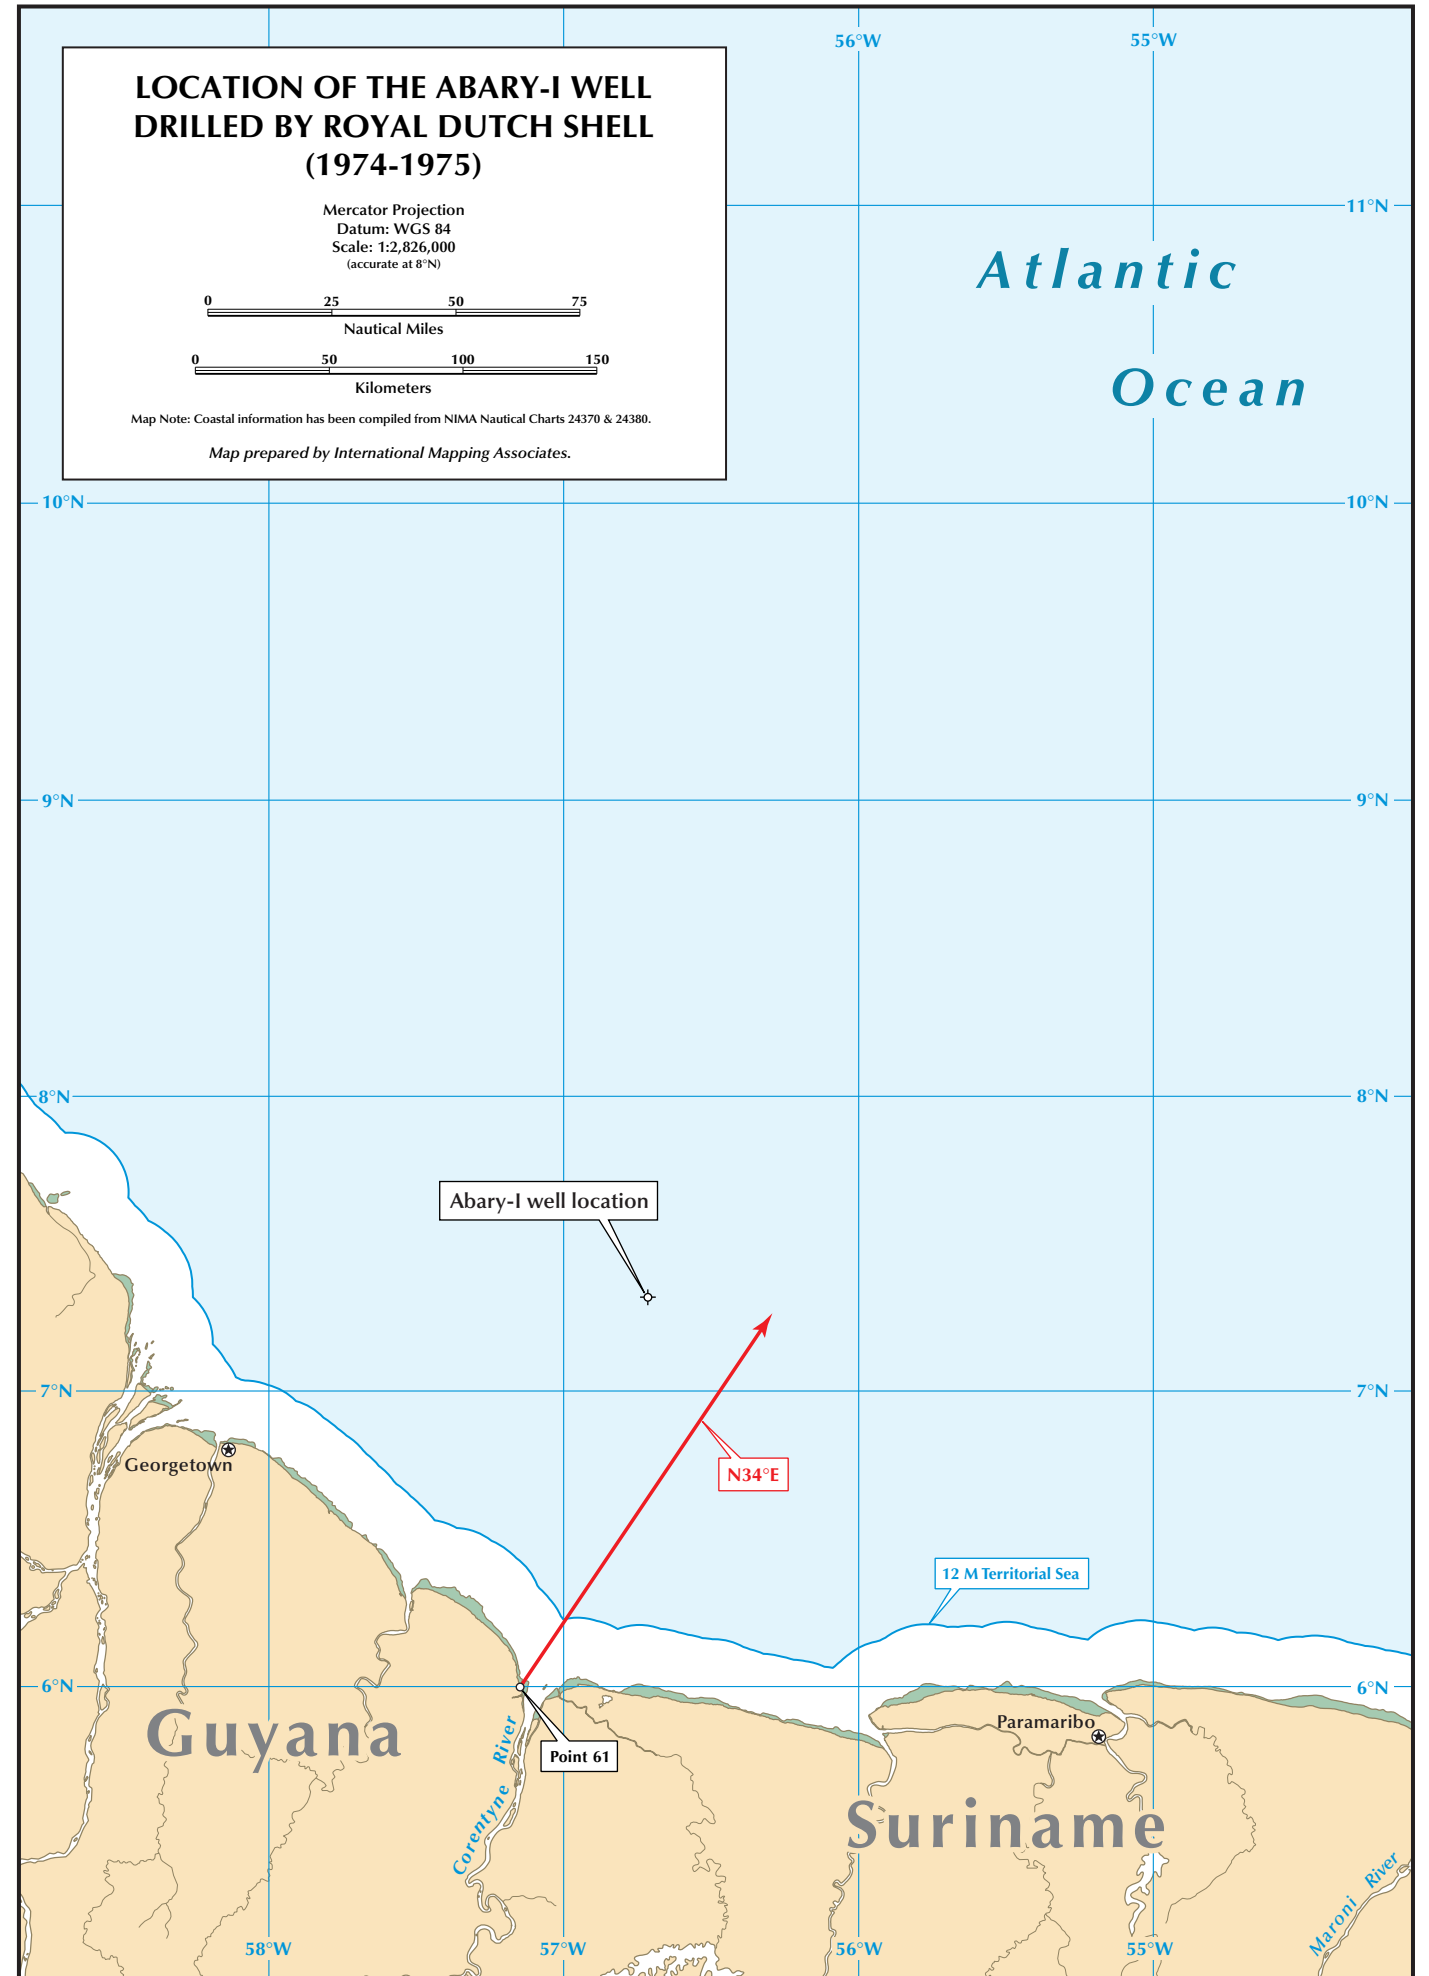 56°W
55°W
LOCATION OF THE ABARY-I WELL
DRILLED BY ROYAL DUTCH SHELL
(1974-1975)
Mercator Projection
Datum: WGS 84
Scale: 1:2,826,000
(accurate at 8°N)
0 25 50 75
Nautical Miles
0 50 100 150
Kilometers
Map Note: Coastal information has been compiled from NIMA Nautical Charts 24370 & 24380.
Map prepared by International Mapping Associates.
11°N
Atlantic
Ocean
10°N
10°N
9°N
9°N
8°N
8°N
Abary-I well location
7°N
7°N
Georgetown
N34°E
12 M Territorial Sea
6°N
6°N
Guyana
Corentyne River
Point 61
Paramaribo
Suriname
Maroni River
58°W
57°W
56°W
55°W